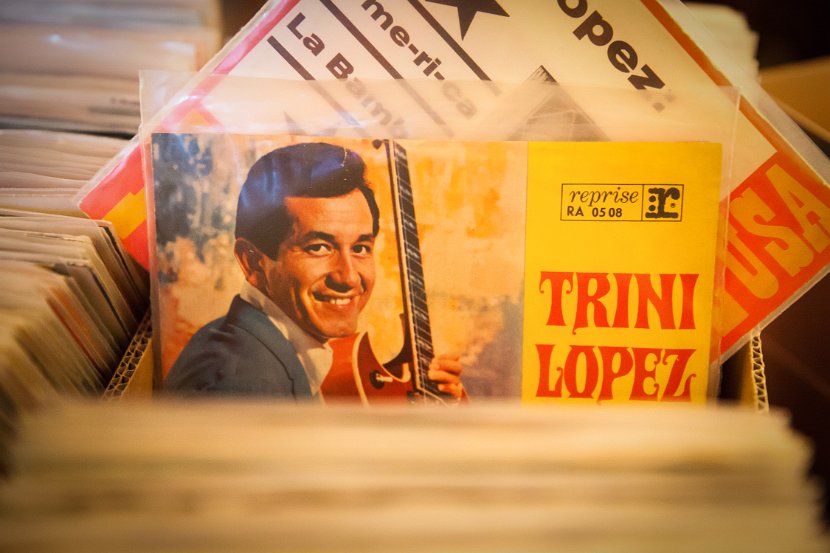 opez:
me-ri-ca
La Bamb
USA
reprise
RA 0508
TRINI
LOPEZ